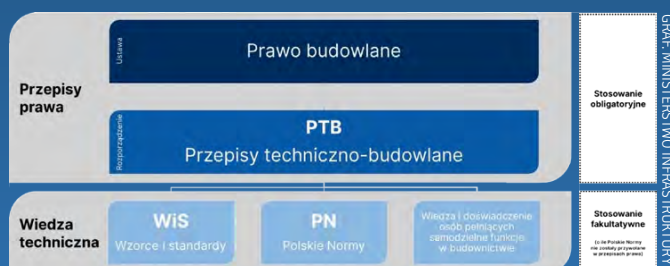 Przepisy
prawa
Ustawa
Prawo budowlane
Rozporządzenie
PTB
Przepisy techniczno-budowlane
Stosowanie
obligatoryjne
Wiedza
techniczna
WiS
Wzorce i standardy
PN
Polskie Normy
Wiedza i doświadczenie
osób pełniących
samodzielne funkcje
w budownictwie
Stosowanie
fakultatywne
(o ile Polskie Normy
nie zostały przywołane
w przepisach prawa)
GRAF. MINISTERSTWO INFRASTRUKTURY